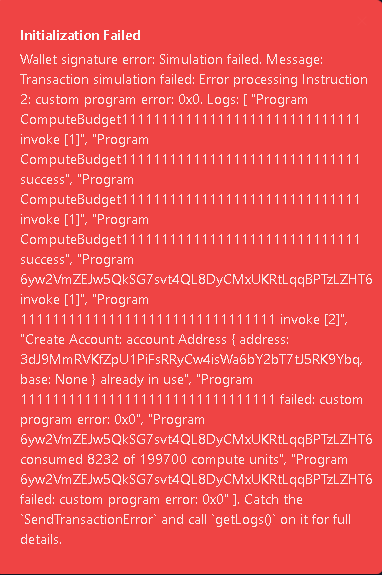 Initialization Failed
Wallet signature error: Simulation failed. Message:
Transaction simulation failed: Error processing Instruction
2: custom program error: 0x0. Logs: [ "Program
ComputeBudget111111111111111111111111111111
invoke [1]", "Program
ComputeBudget111111111111111111111111111111
success", "Program
ComputeBudget111111111111111111111111111111
invoke [1]", "Program
ComputeBudget111111111111111111111111111111
success", "Program
6yw2VmZEJw5QkSG7svt4QL8DyCMxUKRtLqqBPTzLZHT6
invoke [1]", "Program
11111111111111111111111111111111 invoke [2]",
"Create Account: account Address { address:
3dJ9MmRVKfZpU1PiFsRRyCw4isWa6bY2bT7tJ5RK9Ybq,
base: None } already in use", "Program
11111111111111111111111111111111 failed: custom
program error: 0x0", "Program
6yw2VmZEJw5QkSG7svt4QL8DyCMxUKRtLqqBPTzLZHT6
consumed 8232 of 199700 compute units", "Program
6yw2VmZEJw5QkSG7svt4QL8DyCMxUKRtLqqBPTzLZHT6
failed: custom program error: 0x0" ]. Catch the
`SendTransactionError` and call `getLogs()` on it for full
details.